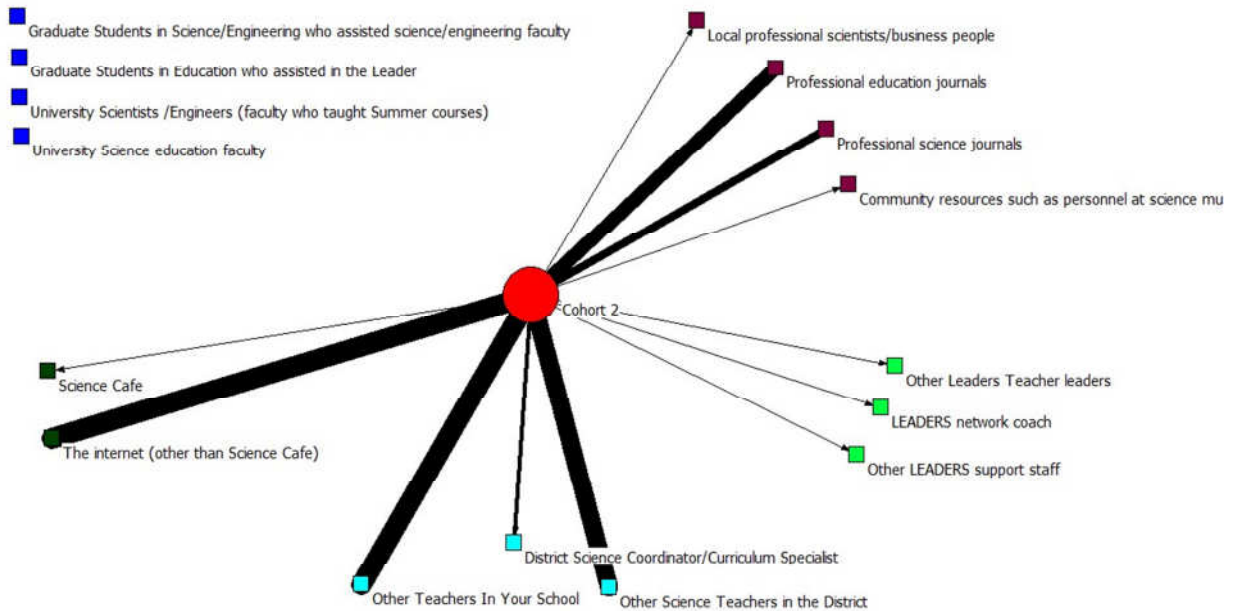 Graduate Students in Science/Engineering who assisted science/engineering faculty
Graduate Students in Education who assisted in the Leader
University Scientists /Engineers (faculty who taught Summer courses)
University Science education faculty
Local professional scientists/business people
Professional education journals
Professional science journals
Community resources such as personnel at science mu
Cohort 2
Science Cafe
Other Leaders Teacher leaders
LEADERS network coach
The internet (other than Science Cafe)
Other LEADERS support staff
District Science Coordinator/Curriculum Specialist
Other Teachers In Your School
Other Science Teachers in the District